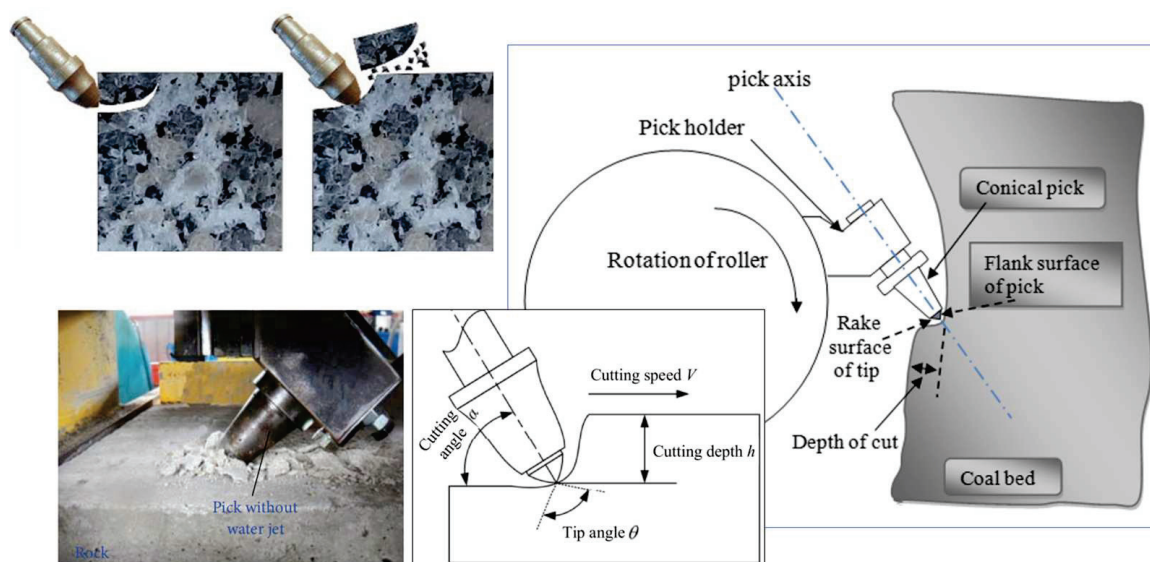 pick axis
Pick holder
Conical pick
Rotation of roller
Flank surface
of pick
Rake
surface
of tip
Depth of cut
Coal bed
Pick without
water jet
Rock
Cutting speed V
Cutting
angle α
Cutting depth h
Tip angle θ